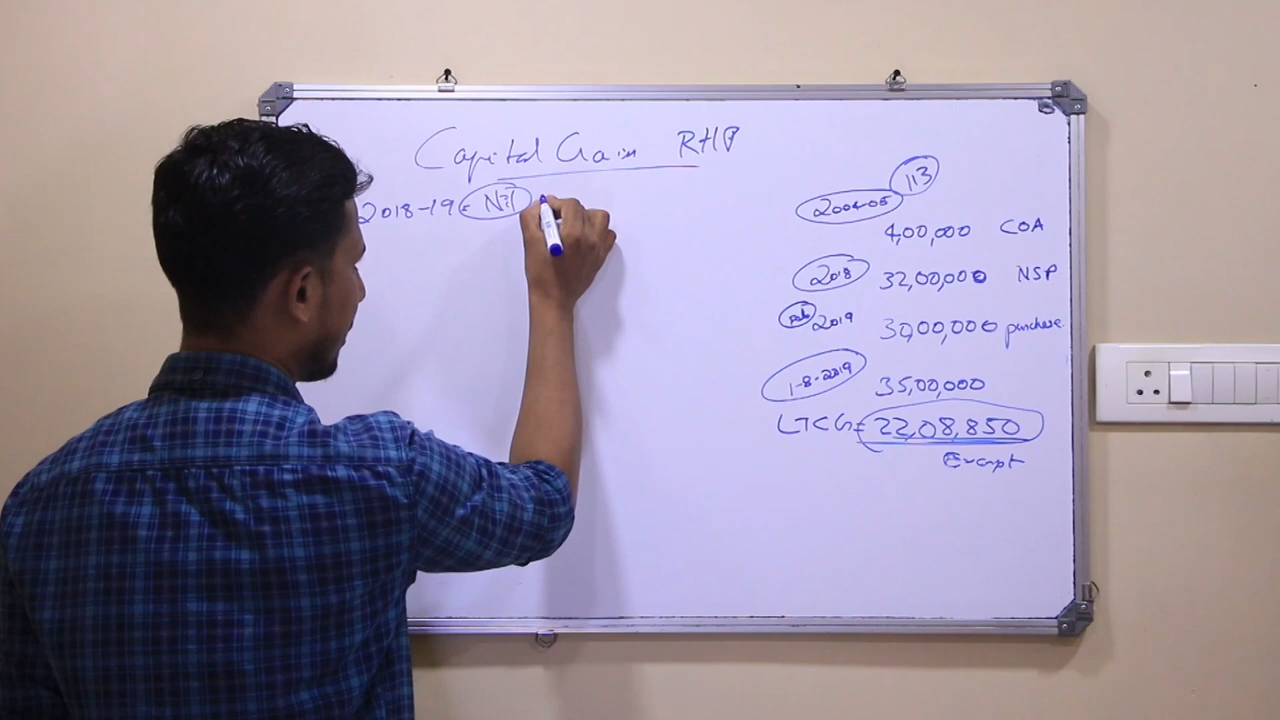 Capital Gain RHP
2018-19 = Nil
113
2004-05
4,00,000 COA
2018 32,00,000 NSP
2019 30,00,000 purchase.
1-8-2019 35,00,000
LTCG = 22,08,850
Exempt